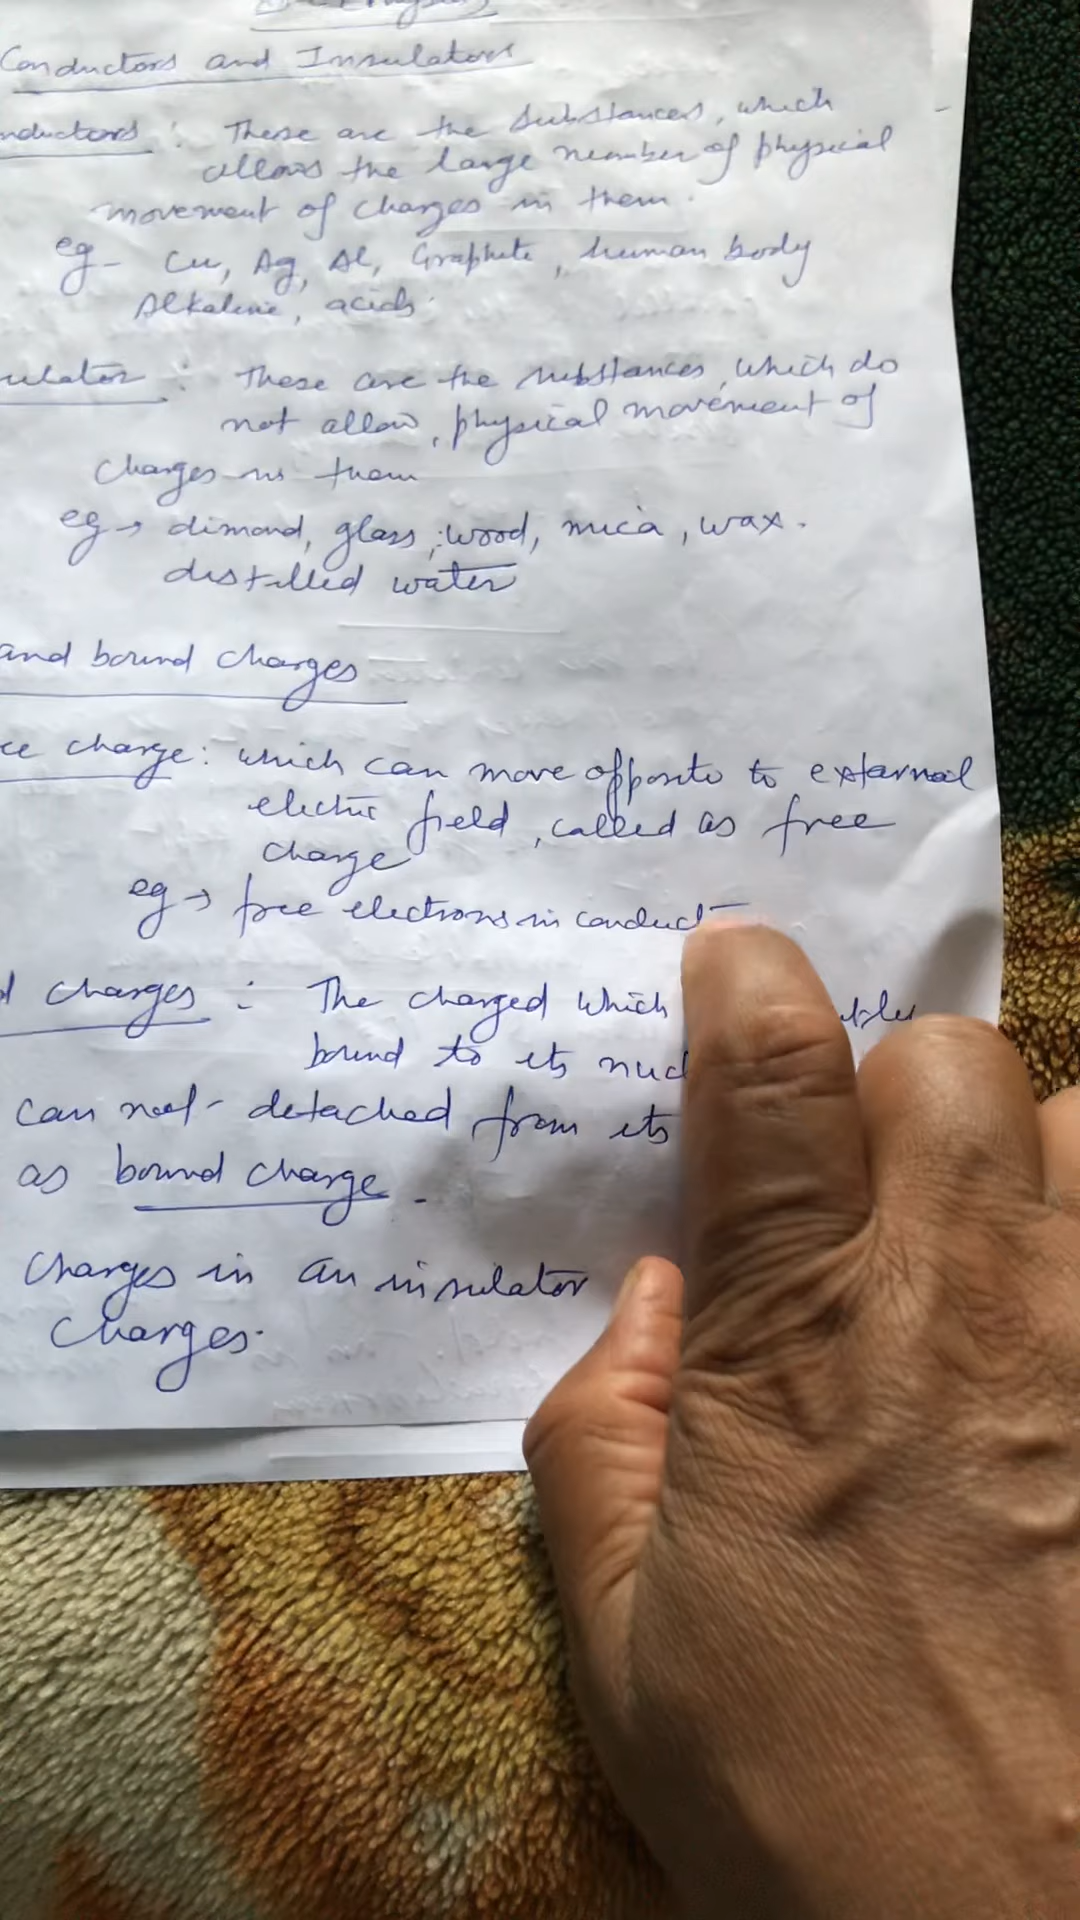 Physics
Conductors and Insulators
nductors : These are the substances, which
allows the large number of physical
movement of charges in them.
eg - Cu, Ag, Al, Graphite, human body
Alkaline, acids.
ulator : These are the substances, which do
not allow, physical movement of
charges in them
eg → dimond, glass, wood, mica, wax.
distilled water
and bound charges
ee charge: which can move opposite to external
electric field, called as free
charge
eg → free electrons in conduct
d charges : The charged which
bound to its nuc
can not detached from its
as bound charge.
Charges in an insulator
Charges.